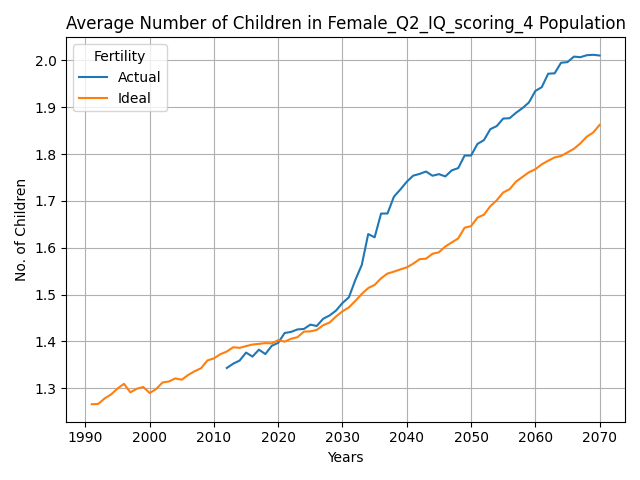 Average Number of Children in Female_Q2_IQ_scoring_4 Population
Fertility
Actual
Ideal
No. of Children
2.0
1.9
1.8
1.7
1.6
1.5
1.4
1.3
1990 2000 2010 2020 2030 2040 2050 2060 2070
Years